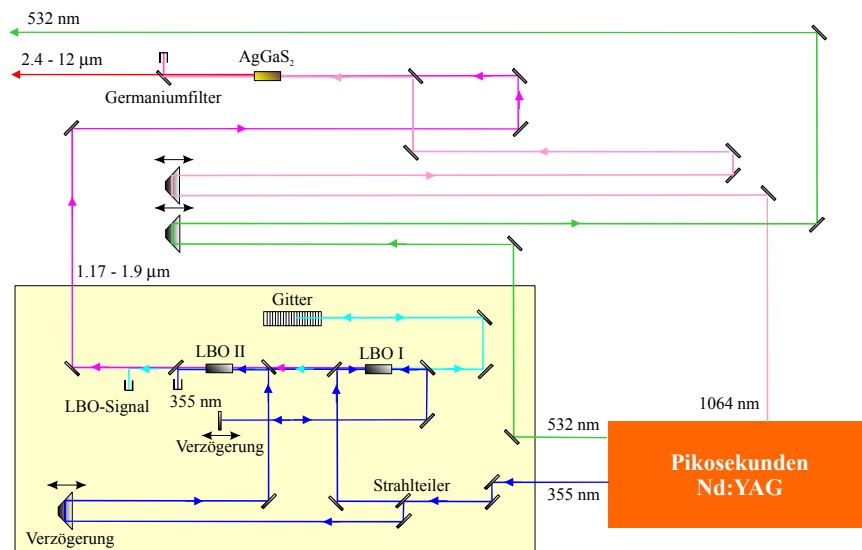 532 nm
2.4 - 12 µm
AgGaS₂
Germaniumfilter
1.17 - 1.9 µm
Gitter
LBO II
LBO I
LBO-Signal
355 nm
Verzögerung
1064 nm
532 nm
Pikosekunden
Nd:YAG
Strahlteiler
355 nm
Verzögerung